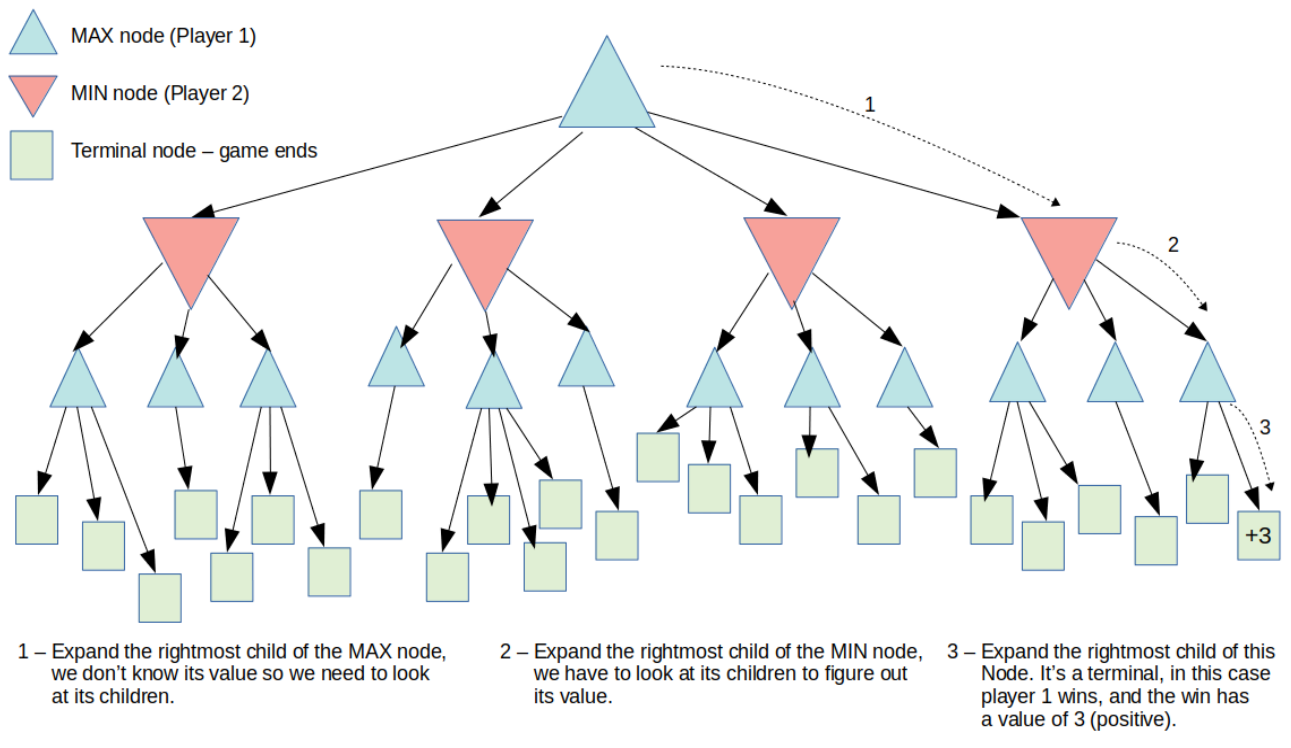 MAX node (Player 1)
MIN node (Player 2)
Terminal node – game ends
1
2
3
+3
1 – Expand the rightmost child of the MAX node,
we don't know its value so we need to look
at its children.
2 – Expand the rightmost child of the MIN node,
we have to look at its children to figure out
its value.
3 – Expand the rightmost child of this
Node. It's a terminal, in this case
player 1 wins, and the win has
a value of 3 (positive).